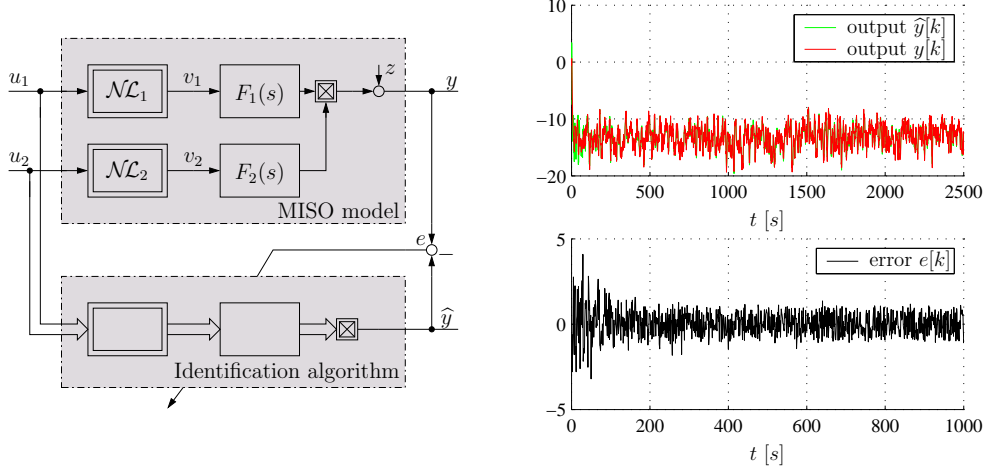 u₁
𝒩ℒ₁
v₁
F₁(s)
z
y
u₂
𝒩ℒ₂
v₂
F₂(s)
MISO model
e
−
ŷ
Identification algorithm
10
0
−10
−20
output ŷ[k]
output y[k]
0 500 1000 1500 2000 2500
t [s]
5
0
−5
error e[k]
0 200 400 600 800 1000
t [s]